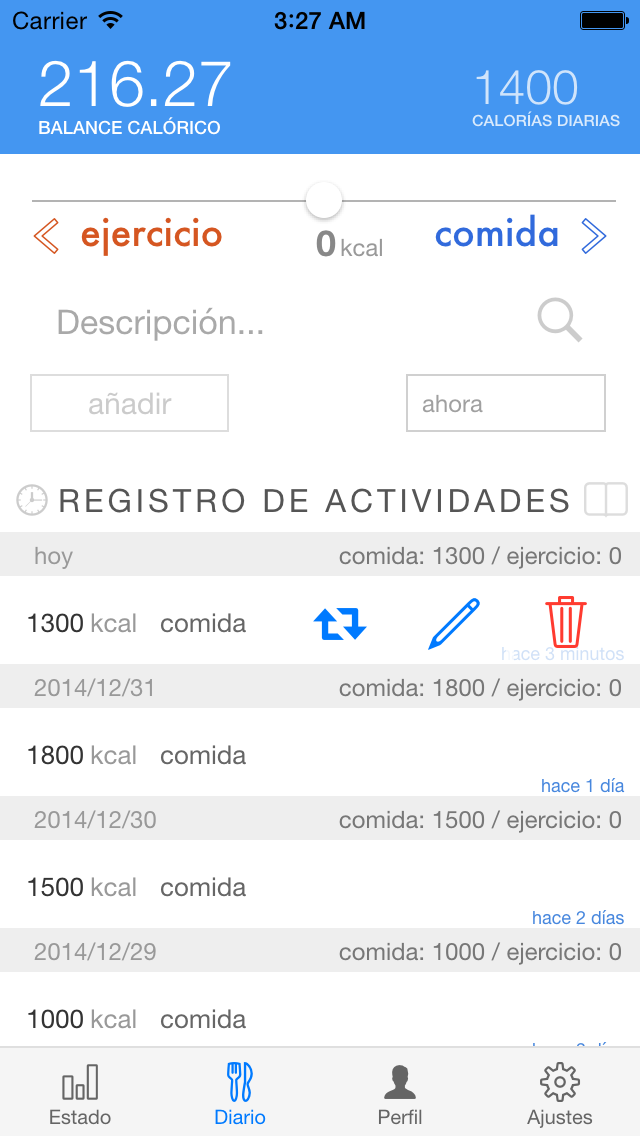 Carrier 3:27 AM
216.27 1400
BALANCE CALÓRICO CALORÍAS DIARIAS
ejercicio 0 kcal comida
Descripción...
añadir ahora
REGISTRO DE ACTIVIDADES
hoy comida: 1300 / ejercicio: 0
1300 kcal comida
hace 3 minutos
2014/12/31 comida: 1800 / ejercicio: 0
1800 kcal comida
hace 1 día
2014/12/30 comida: 1500 / ejercicio: 0
1500 kcal comida
hace 2 días
2014/12/29 comida: 1000 / ejercicio: 0
1000 kcal comida
Estado Diario Perfil Ajustes